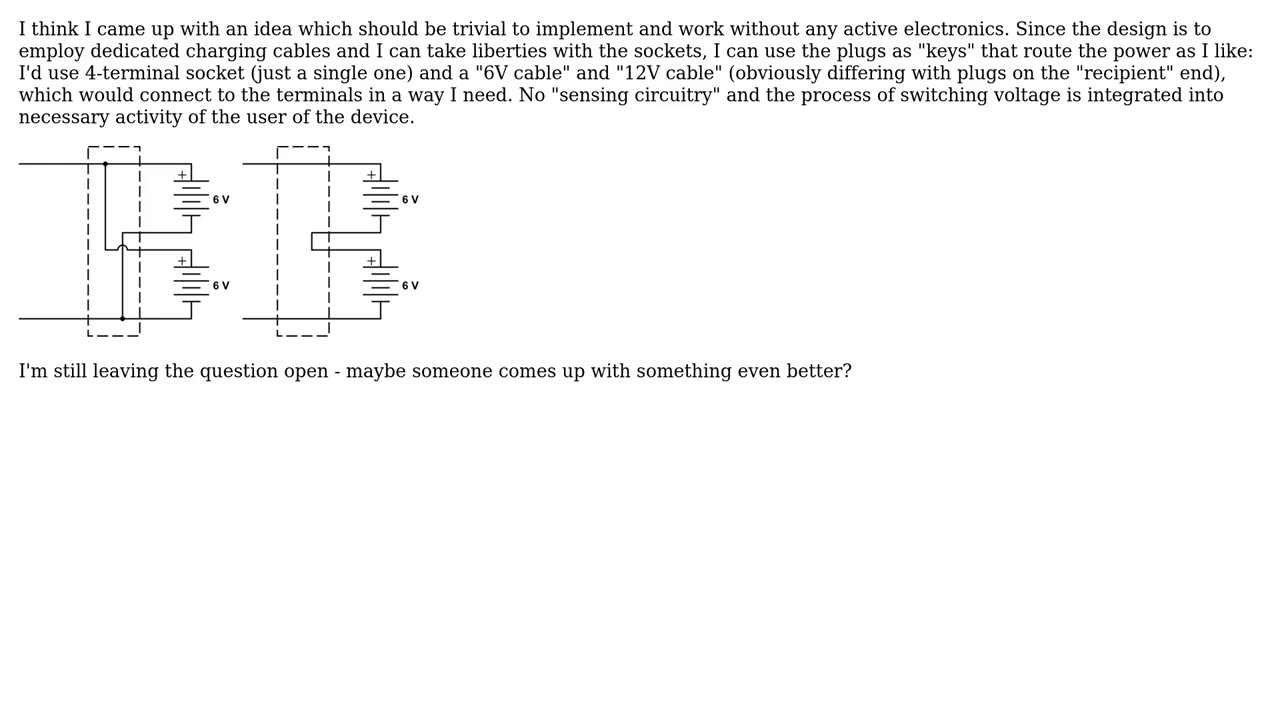 I think I came up with an idea which should be trivial to implement and work without any active electronics. Since the design is to
employ dedicated charging cables and I can take liberties with the sockets, I can use the plugs as "keys" that route the power as I like:
I'd use 4-terminal socket (just a single one) and a "6V cable" and "12V cable" (obviously differing with plugs on the "recipient" end),
which would connect to the terminals in a way I need. No "sensing circuitry" and the process of switching voltage is integrated into
necessary activity of the user of the device.
+ +
6 V 6 V
+ +
6 V 6 V
I'm still leaving the question open - maybe someone comes up with something even better?